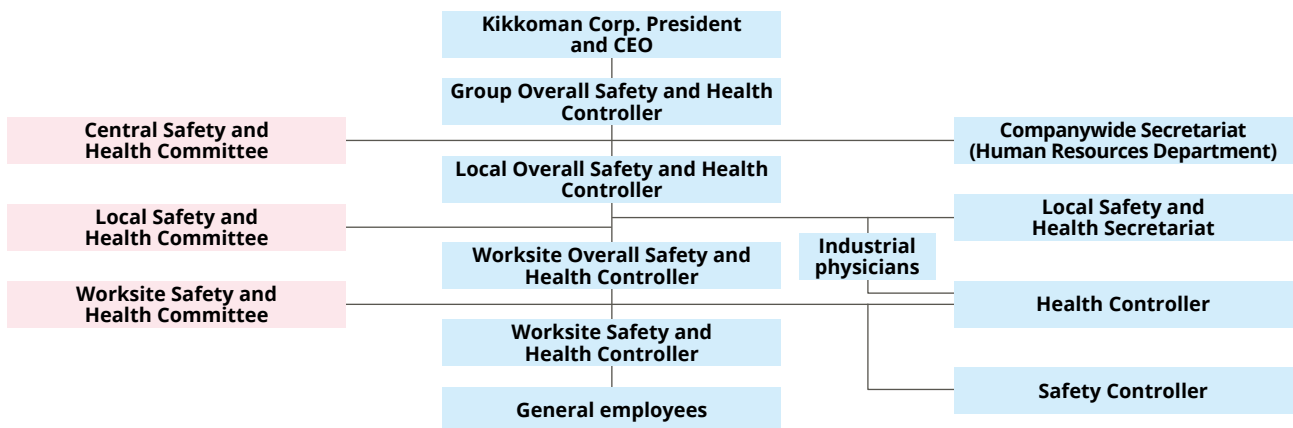 Kikkoman Corp. President
and CEO
Group Overall Safety and Health
Controller
Central Safety and
Health Committee
Companywide Secretariat
(Human Resources Department)
Local Overall Safety and Health
Controller
Local Safety and
Health Committee
Local Safety and
Health Secretariat
Industrial
physicians
Worksite Overall Safety and
Health Controller
Worksite Safety and
Health Committee
Health Controller
Worksite Safety and
Health Controller
Safety Controller
General employees